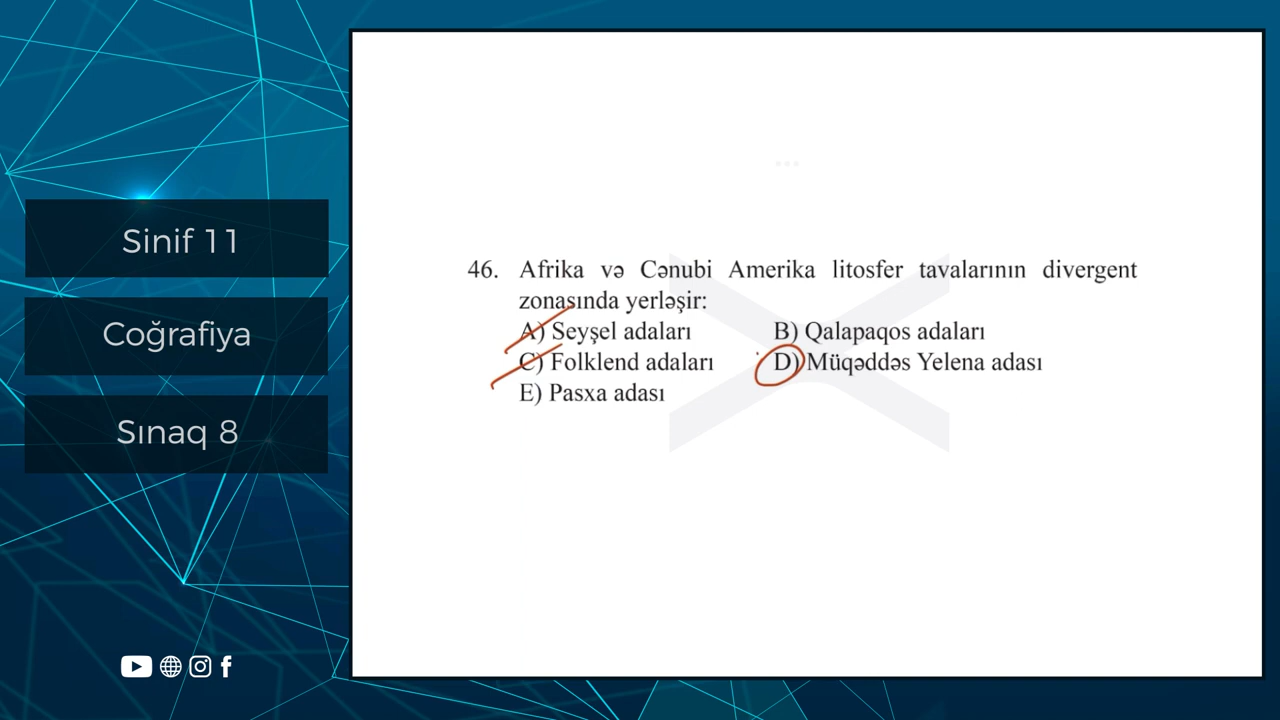 Sinif 11
Coğrafiya
Sınaq 8
46. Afrika və Cənubi Amerika litosfer tavalarının divergent
zonasında yerləşir:
A) Seyşel adaları B) Qalapaqos adaları
C) Folklend adaları D) Müqəddəs Yelena adası
E) Pasxa adası